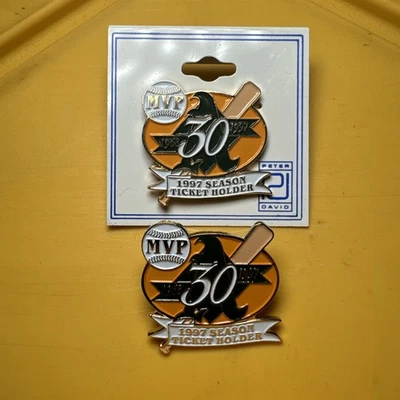 MVP
30
1997 SEASON
TICKET HOLDER
PETER
DAVID
MVP
30
1997 SEASON
TICKET HOLDER